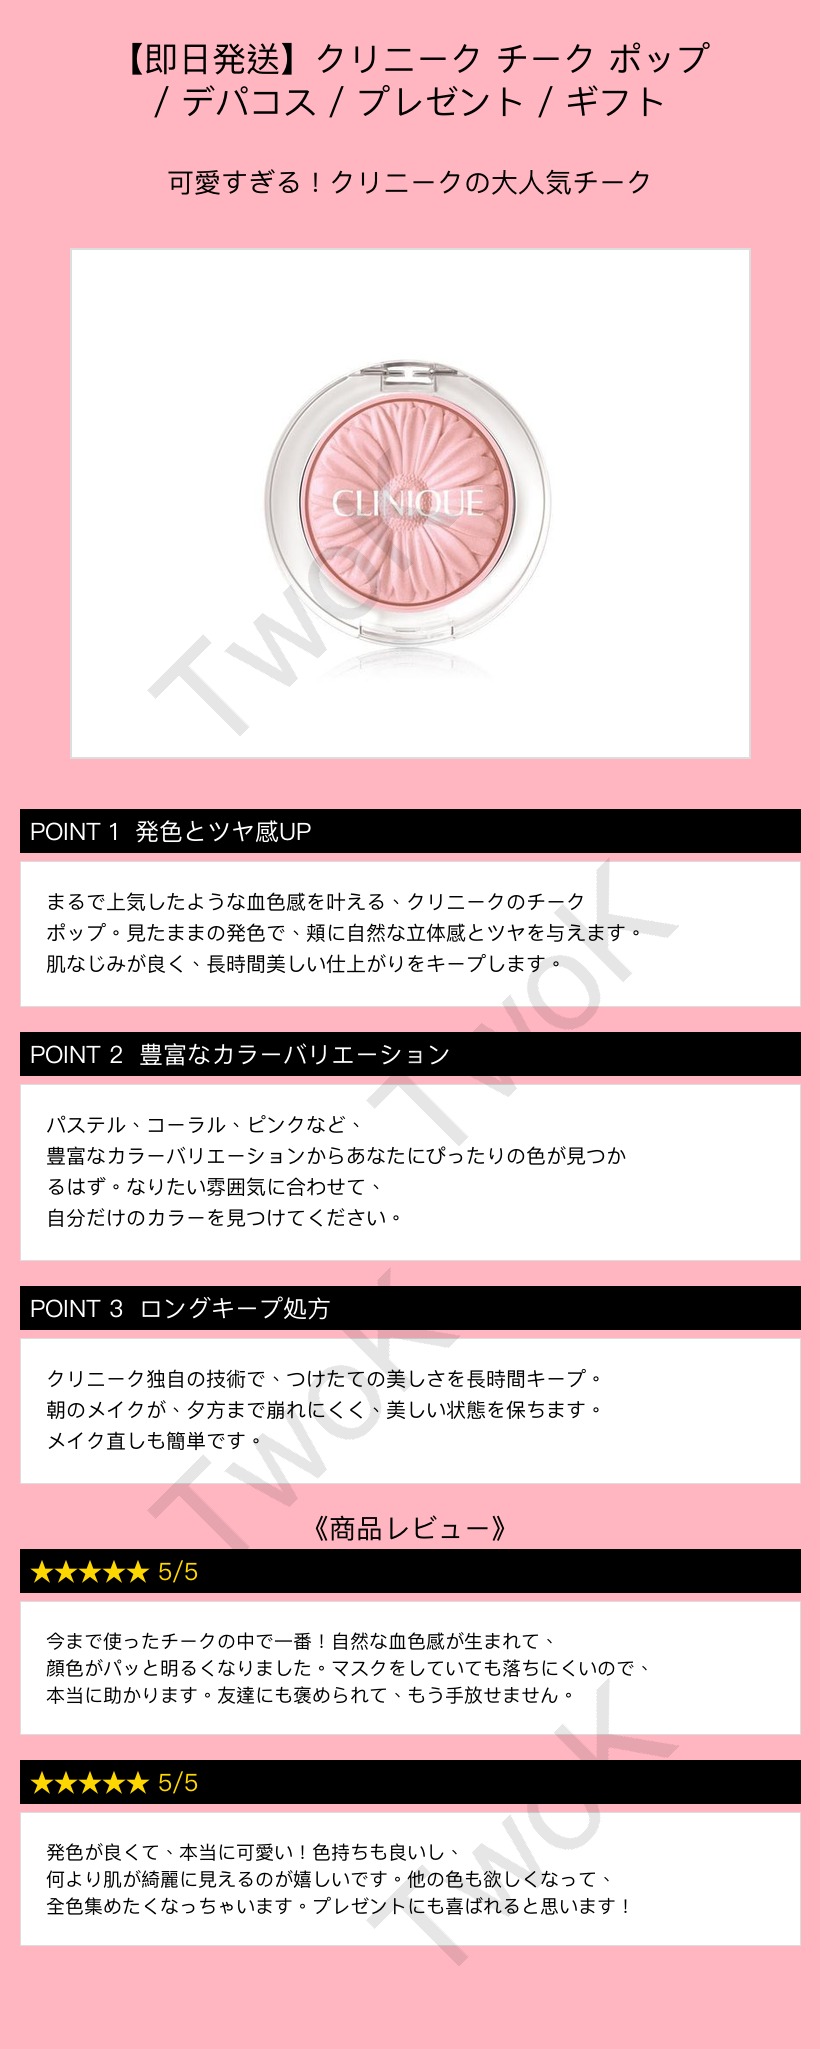 【即日発送】クリニーク チーク ポップ
/ デパコス / プレゼント / ギフト
可愛すぎる！クリニークの大人気チーク
CLINIQUE
TwoK
POINT 1 発色とツヤ感UP
まるで上気したような血色感を叶える、クリニークのチーク
ポップ。見たままの発色で、頬に自然な立体感とツヤを与えます。
肌なじみが良く、長時間美しい仕上がりをキープします。
TwoK
POINT 2 豊富なカラーバリエーション
パステル、コーラル、ピンクなど、
豊富なカラーバリエーションからあなたにぴったりの色が見つか
るはず。なりたい雰囲気に合わせて、
自分だけのカラーを見つけてください。
POINT 3 ロングキープ処方
クリニーク独自の技術で、つけたての美しさを長時間キープ。
朝のメイクが、夕方まで崩れにくく、美しい状態を保ちます。
メイク直しも簡単です。
TwoK
《商品レビュー》
★★★★★ 5/5
今まで使ったチークの中で一番！自然な血色感が生まれて、
顔色がパッと明るくなりました。マスクをしていても落ちにくいので、
本当に助かります。友達にも褒められて、もう手放せません。
★★★★★ 5/5
発色が良くて、本当に可愛い！色持ちも良いし、
何より肌が綺麗に見えるのが嬉しいです。他の色も欲しくなって、
全色集めたくなっちゃいます。プレゼントにも喜ばれると思います！
TwoK